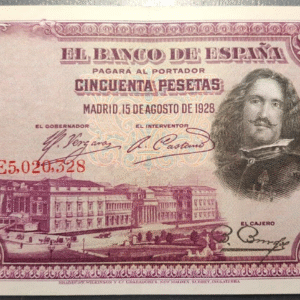 EL BANCO DE ESPAÑA
PAGARÁ AL PORTADOR
CINCUENTA PESETAS
MADRID, 15 DE AGOSTO DE 1928
EL GOBERNADOR EL INTERVENTOR
E5,020,328
EL CAJERO